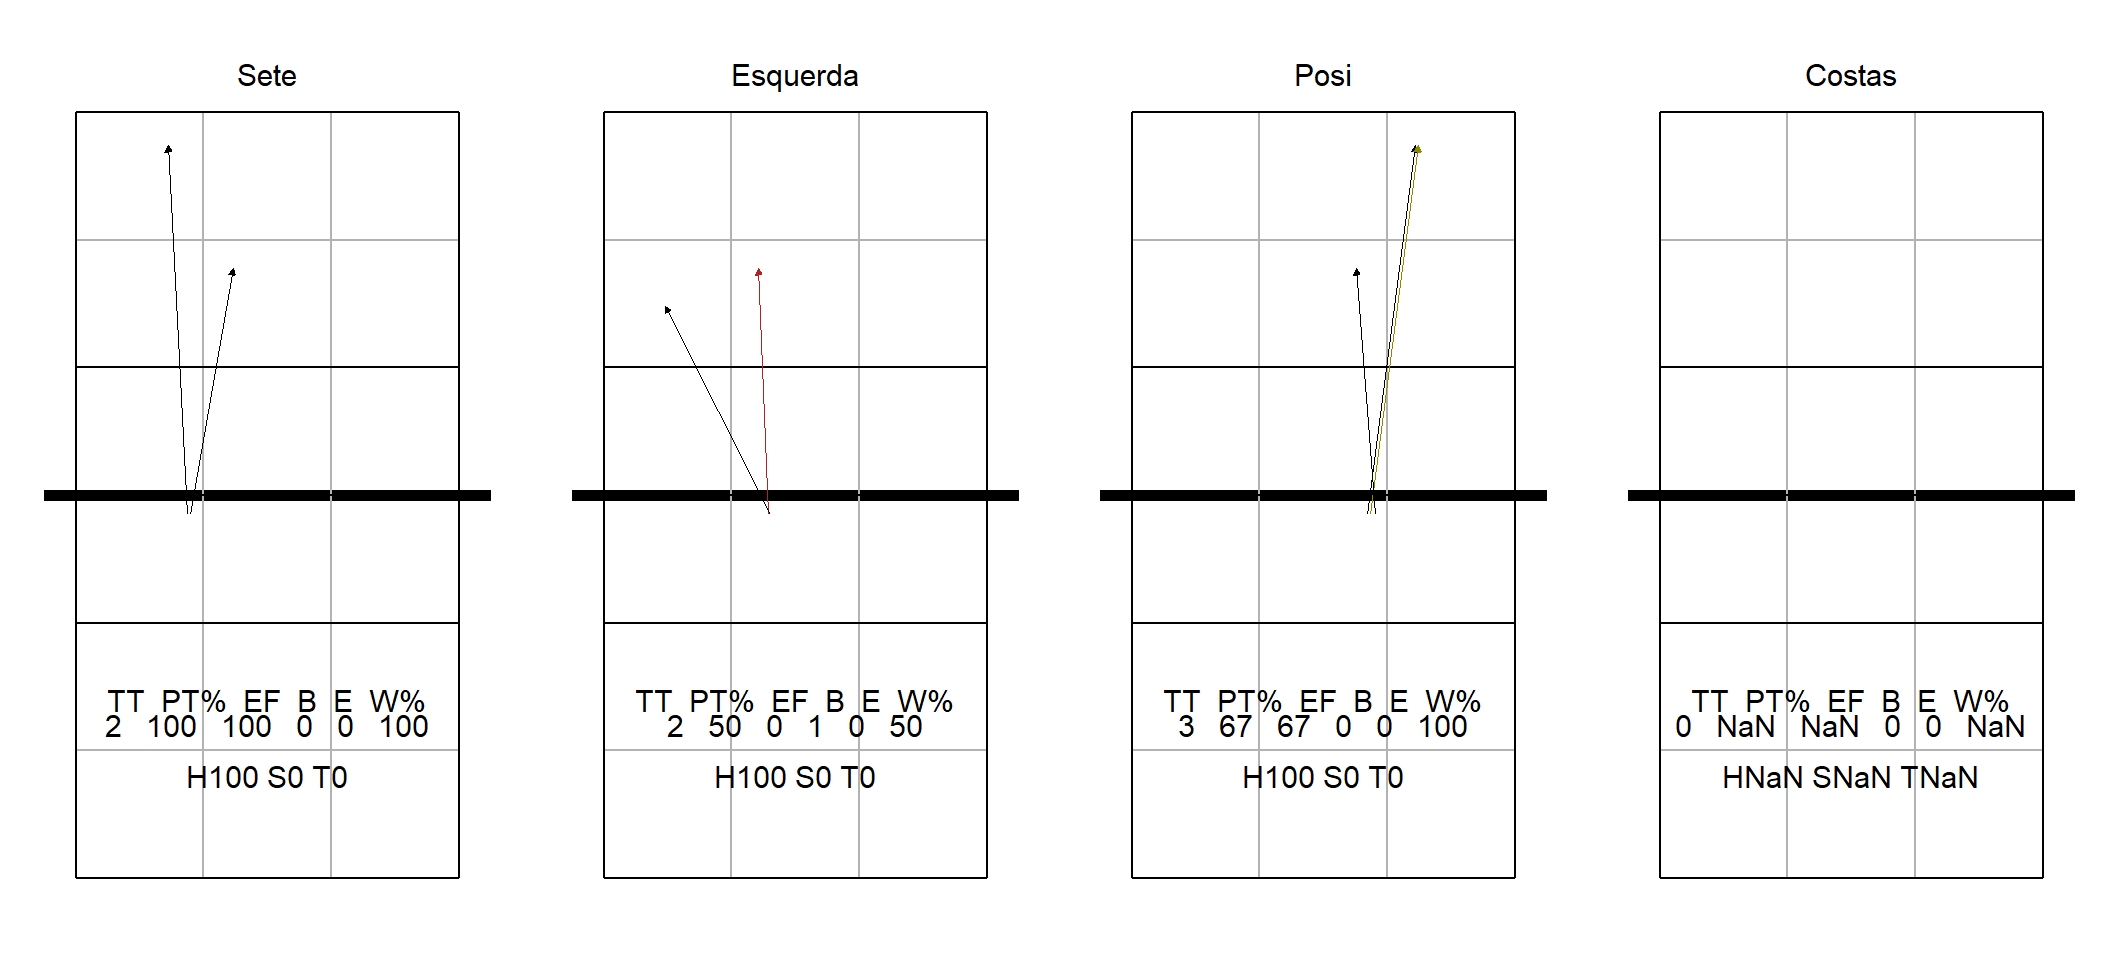 Sete
TT PT% EF B E W%
2 100 100 0 0 100
H100 S0 T0
Esquerda
TT PT% EF B E W%
2 50 0 1 0 50
H100 S0 T0
Posi
TT PT% EF B E W%
3 67 67 0 0 100
H100 S0 T0
Costas
TT PT% EF B E W%
0 NaN NaN 0 0 NaN
HNaN SNaN TNaN